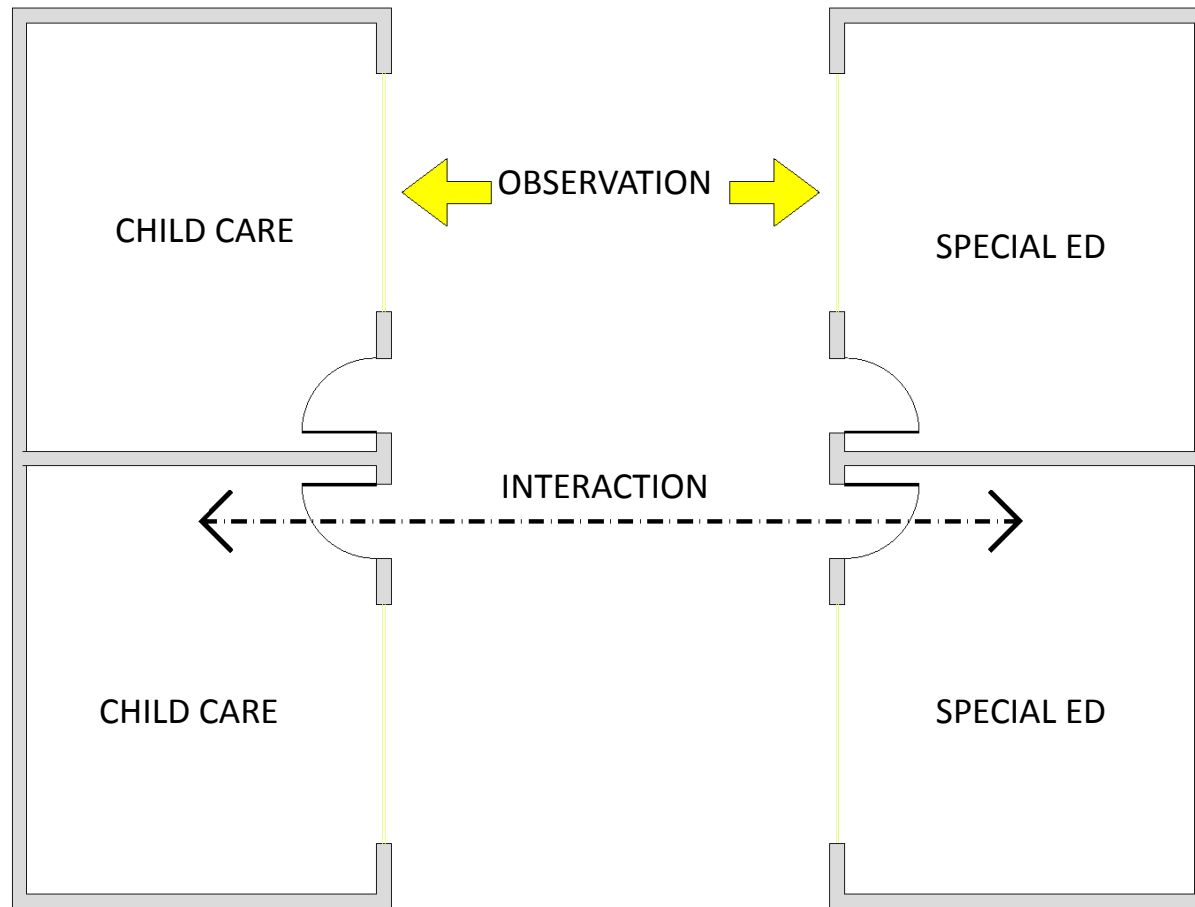 OBSERVATION
CHILD CARE
SPECIAL ED
INTERACTION
CHILD CARE
SPECIAL ED